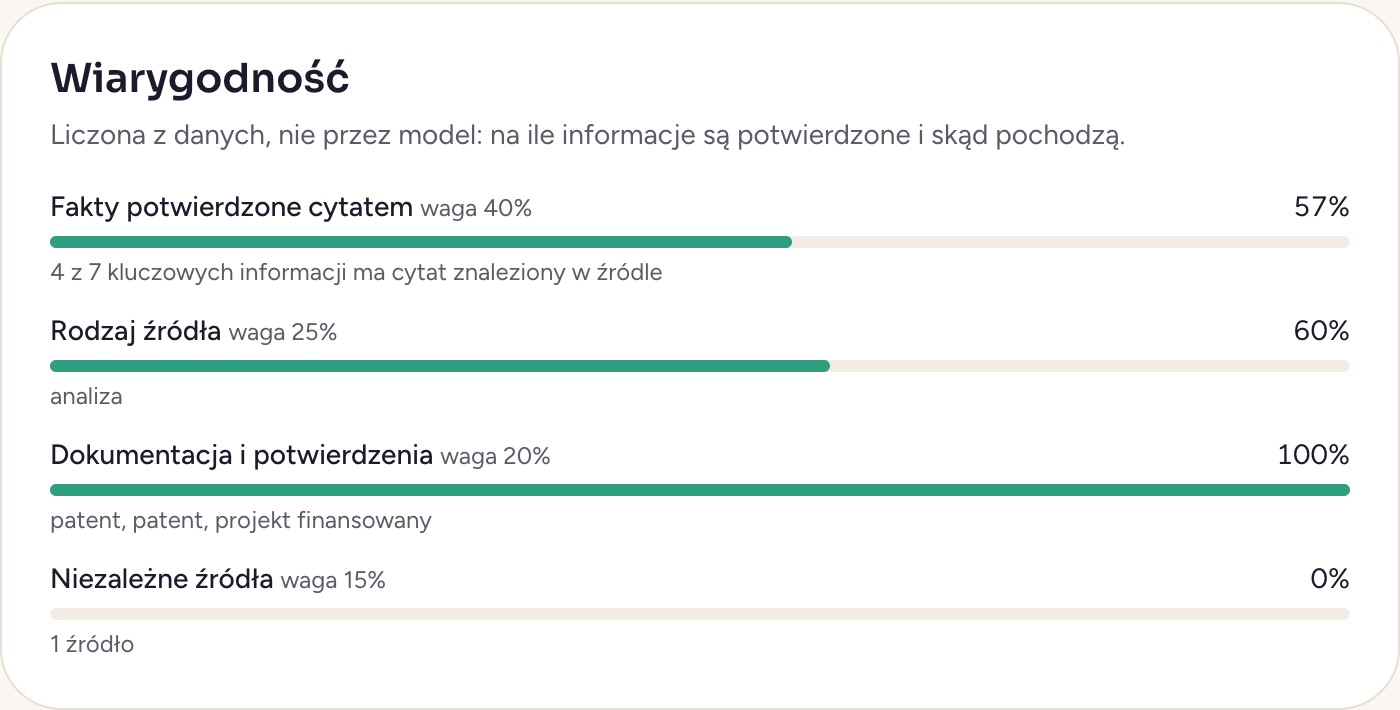 Wiarygodność
Liczona z danych, nie przez model: na ile informacje są potwierdzone i skąd pochodzą.
Fakty potwierdzone cytatem waga 40% 57%
4 z 7 kluczowych informacji ma cytat znaleziony w źródle
Rodzaj źródła waga 25% 60%
analiza
Dokumentacja i potwierdzenia waga 20% 100%
patent, patent, projekt finansowany
Niezależne źródła waga 15% 0%
1 źródło